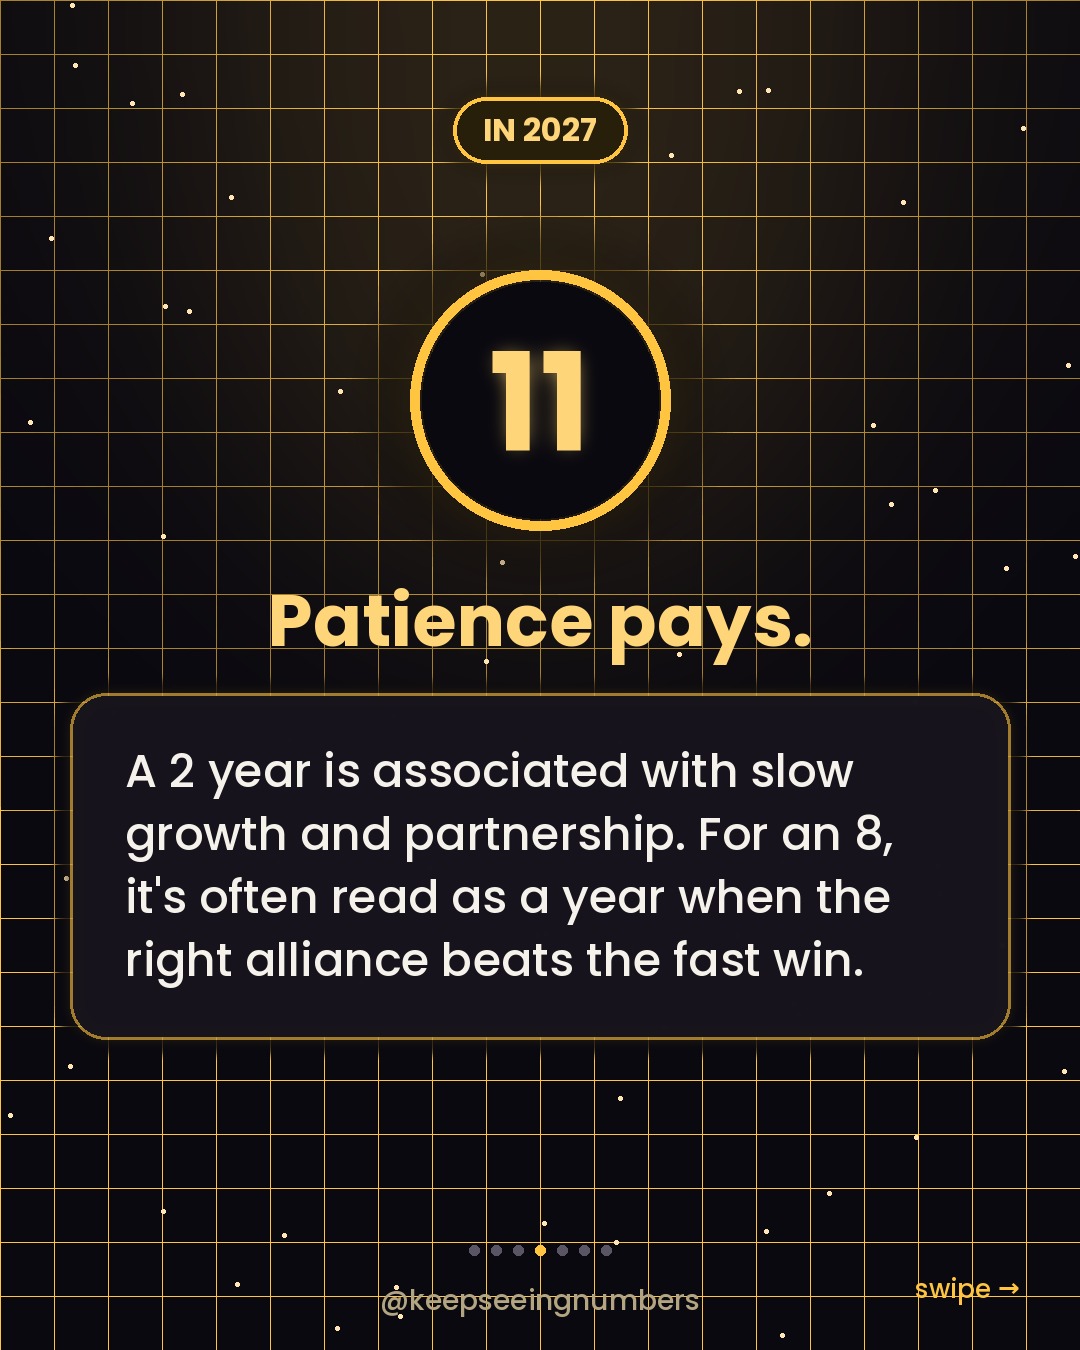 IN 2027
11
Patience pays.
A 2 year is associated with slow
growth and partnership. For an 8,
it's often read as a year when the
right alliance beats the fast win.
@keepseeingnumbers
swipe →